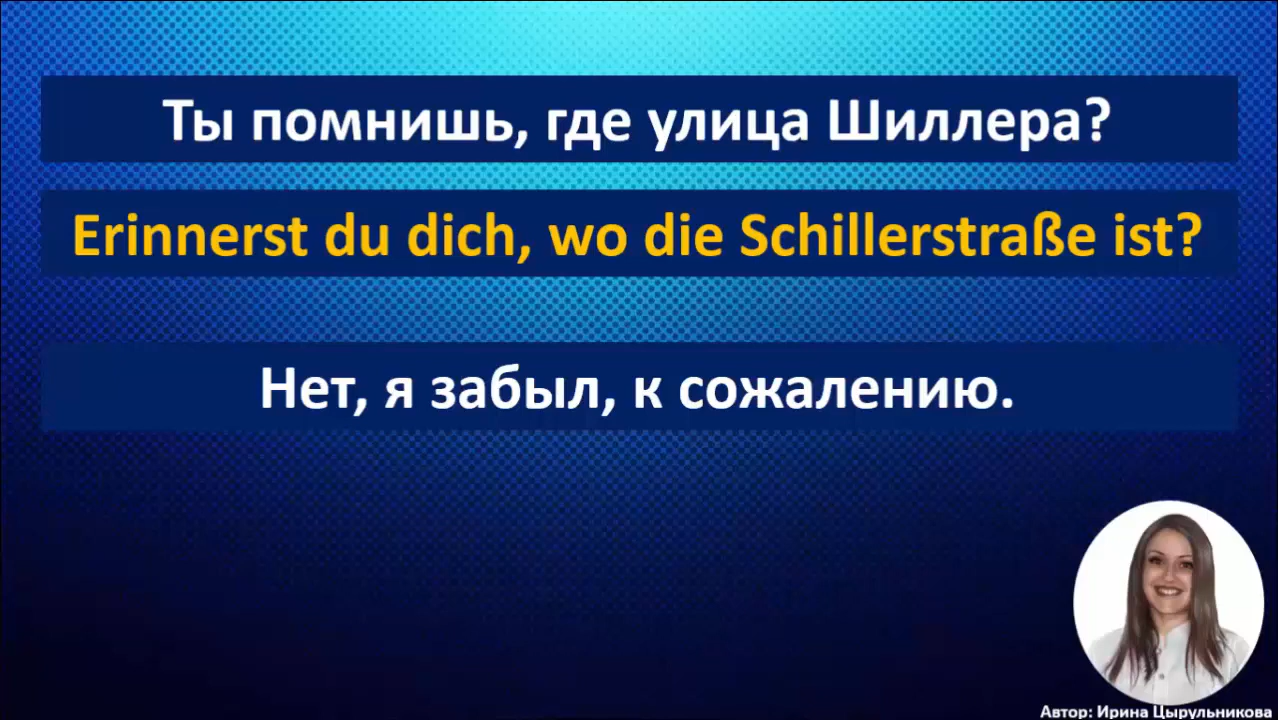 Ты помнишь, где улица Шиллера?
Erinnerst du dich, wo die Schillerstraße ist?
Нет, я забыл, к сожалению.
Автор: Ирина Цырульникова